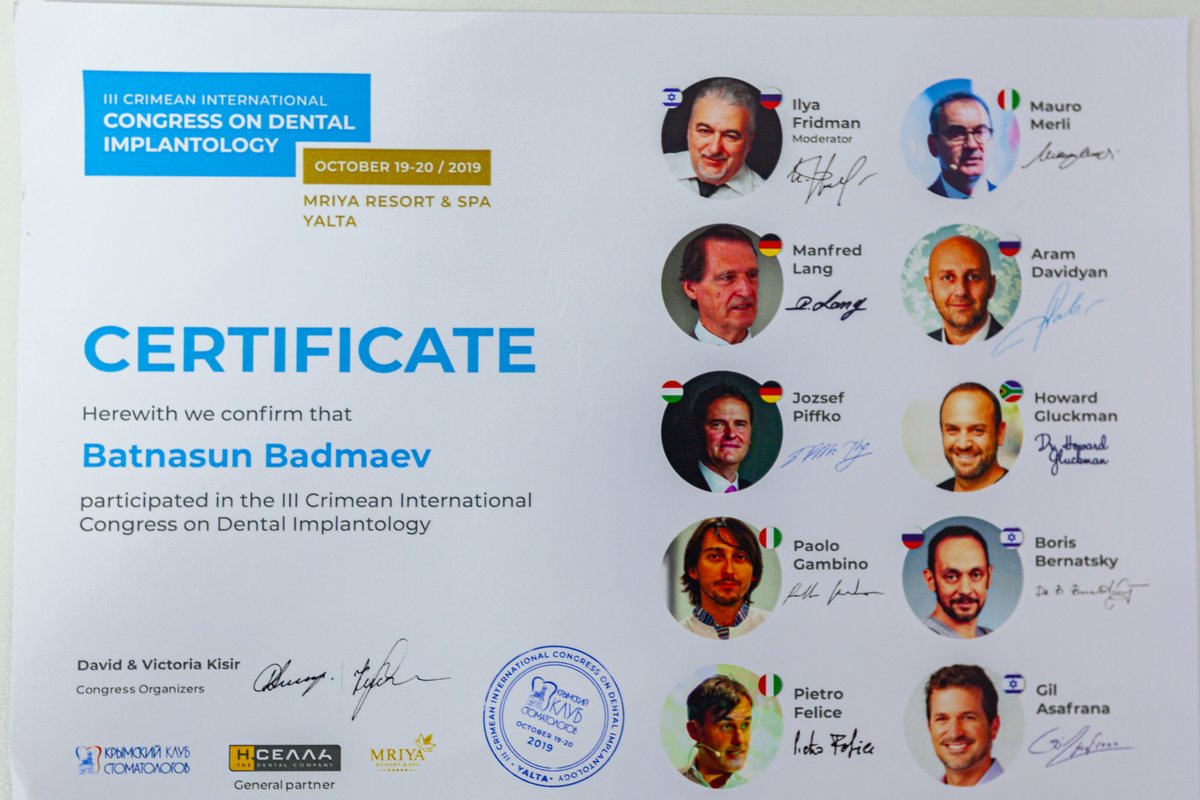 III CRIMEAN INTERNATIONAL
CONGRESS ON DENTAL
IMPLANTOLOGY
OCTOBER 19-20 / 2019
MRIYA RESORT & SPA
YALTA
CERTIFICATE
Herewith we confirm that
Batnasun Badmaev
participated in the III Crimean International
Congress on Dental Implantology
David & Victoria Kisir
Congress Organizers
КРЫМСКИЙ КЛУБ
СТОМАТОЛОГОВ
Н:СЕЛЛА
THE DENTAL COMPANY
General partner
MRIYA
RESORT & SPA
III CRIMEAN INTERNATIONAL CONGRESS ON DENTAL IMPLANTOLOGY
КРЫМСКИЙ
КЛУБ
СТОМАТОЛОГОВ
OCTOBER 19-20
2019
YALTA
Ilya
Fridman
Moderator
Mauro
Merli
Manfred
Lang
Lang
Aram
Davidyan
Jozsef
Piffko
Howard
Gluckman
Dr Howard
Gluckman
Paolo
Gambino
Boris
Bernatsky
Pietro
Felice
Gil
Asafrana